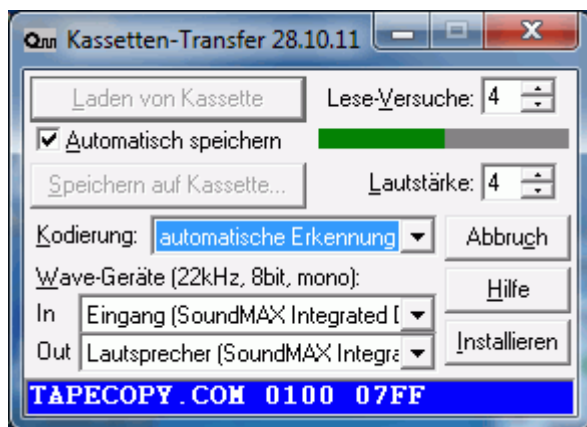 Kassetten-Transfer 28.10.11
Laden von Kassette Lese-Versuche: 4
Automatisch speichern
Speichern auf Kassette... Lautstärke: 4
Kodierung: automatische Erkennung Abbruch
Wave-Geräte (22kHz, 8bit, mono):
Hilfe
In Eingang (SoundMAX Integrated D
Out Lautsprecher (SoundMAX Integra Installieren
TAPECOPY.COM 0100 07FF